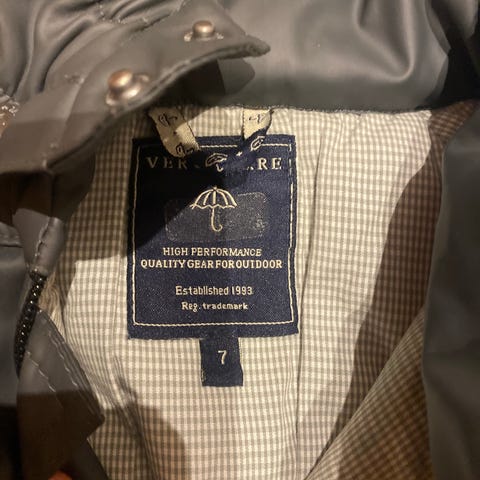 HIGH PERFORMANCE
QUALITY GEAR FOR OUTDOOR
Established 1993
Reg. trademark
7